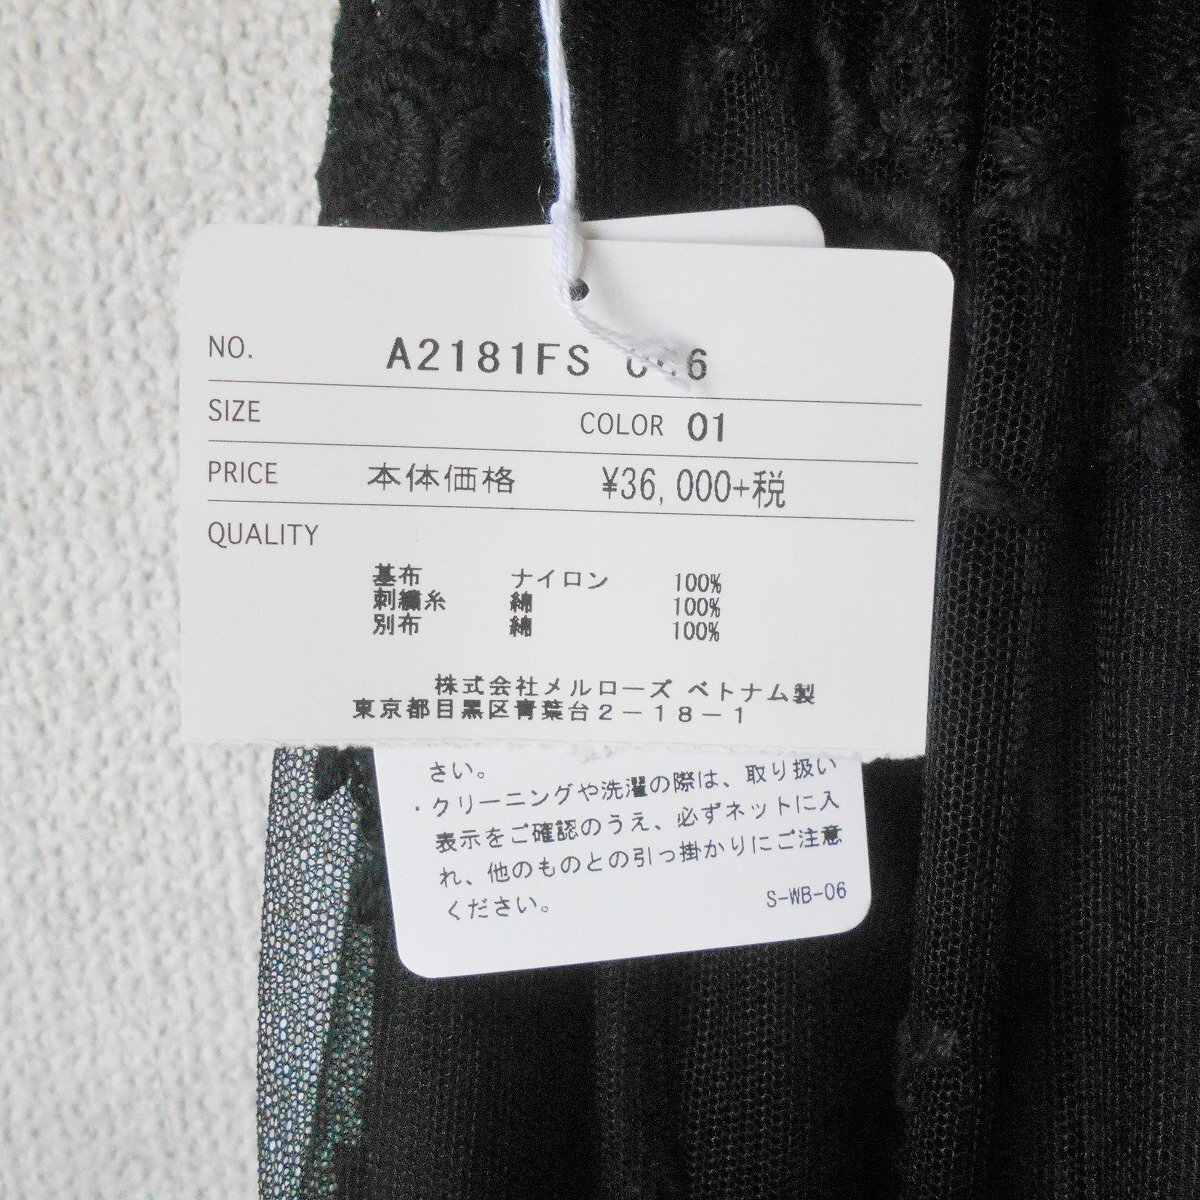 NO. A2181FS
SIZE COLOR 01
PRICE 本体価格 ¥36,000+税
QUALITY
基布 ナイロン 100%
刺繍糸 綿 100%
別布 綿 100%
株式会社メルローズ ベトナム製
東京都目黒区青葉台2-18-1
さい。
・クリーニングや洗濯の際は、取り扱い
表示をご確認のうえ、必ずネットに入
れ、他のものとの引っ掛かりにご注意
ください。
S-WB-06